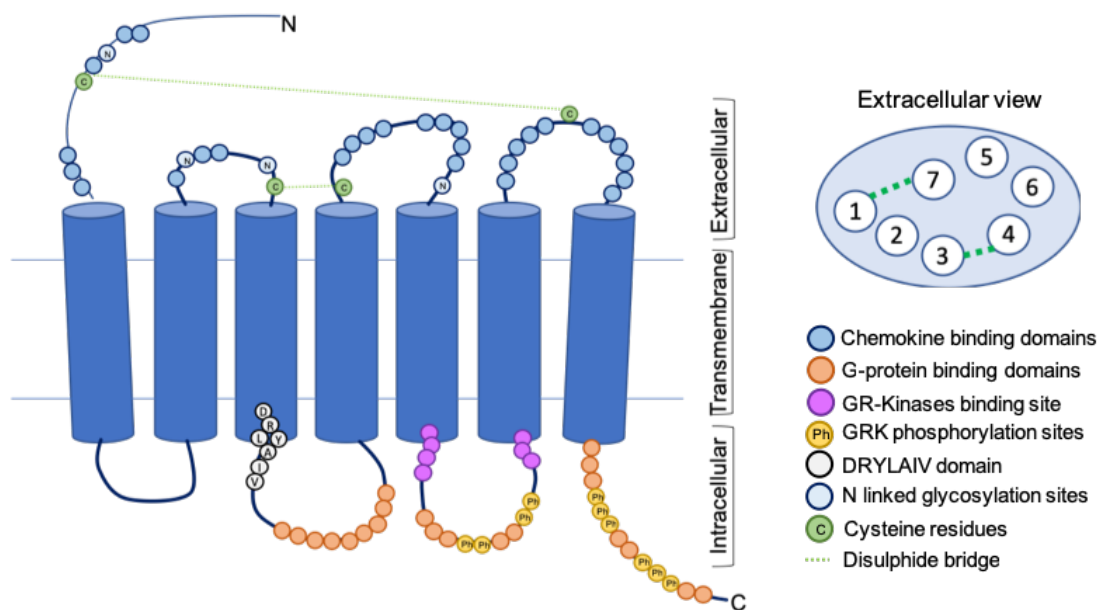 N
N
C
C
N
N
C
C
N
Extracellular
Transmembrane
Intracellular
D
R
L
Y
A
I
V
Ph
Ph
Ph
Ph
Ph
Ph
Ph
Ph
Ph
Ph
C
Extracellular view
5
7
6
1
2
4
3
Chemokine binding domains
G-protein binding domains
GR-Kinases binding site
Ph GRK phosphorylation sites
DRYLAIV domain
N linked glycosylation sites
C Cysteine residues
Disulphide bridge